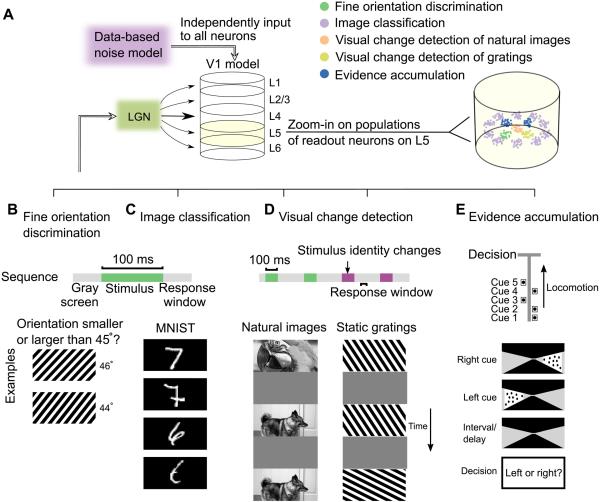 A
Data-based
noise model
Independently input
to all neurons
V1 model
L1
L2/3
L4
L5
L6
LGN
Zoom-in on populations
of readout neurons on L5
Fine orientation discrimination
Image classification
Visual change detection of natural images
Visual change detection of gratings
Evidence accumulation
B
Fine orientation
discrimination
100 ms
Sequence
Gray
screen
Stimulus
Response
window
Orientation smaller
or larger than 45°?
Examples
46°
44°
C
Image classification
MNIST
7
7
6
6
D
Visual change detection
Stimulus identity changes
100 ms
Response window
Natural images
Static gratings
Time
E
Evidence accumulation
Decision
Cue 5
Cue 4
Cue 3
Cue 2
Cue 1
Locomotion
Right cue
Left cue
Interval/
delay
Decision
Left or right?